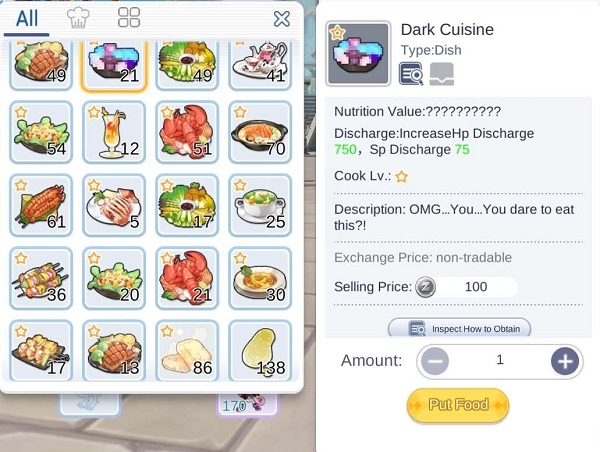 All
49
21
49
41
54
12
51
70
61
5
17
25
36
20
21
30
17
13
86
138
170
Dark Cuisine
Type:Dish
Nutrition Value:??????????
Discharge:IncreaseHp Discharge
750, Sp Discharge 75
Cook Lv.:
Description: OMG...You...You dare to eat
this?!
Exchange Price: non-tradable
Selling Price: Z 100
Inspect How to Obtain
Amount: 1
Put Food